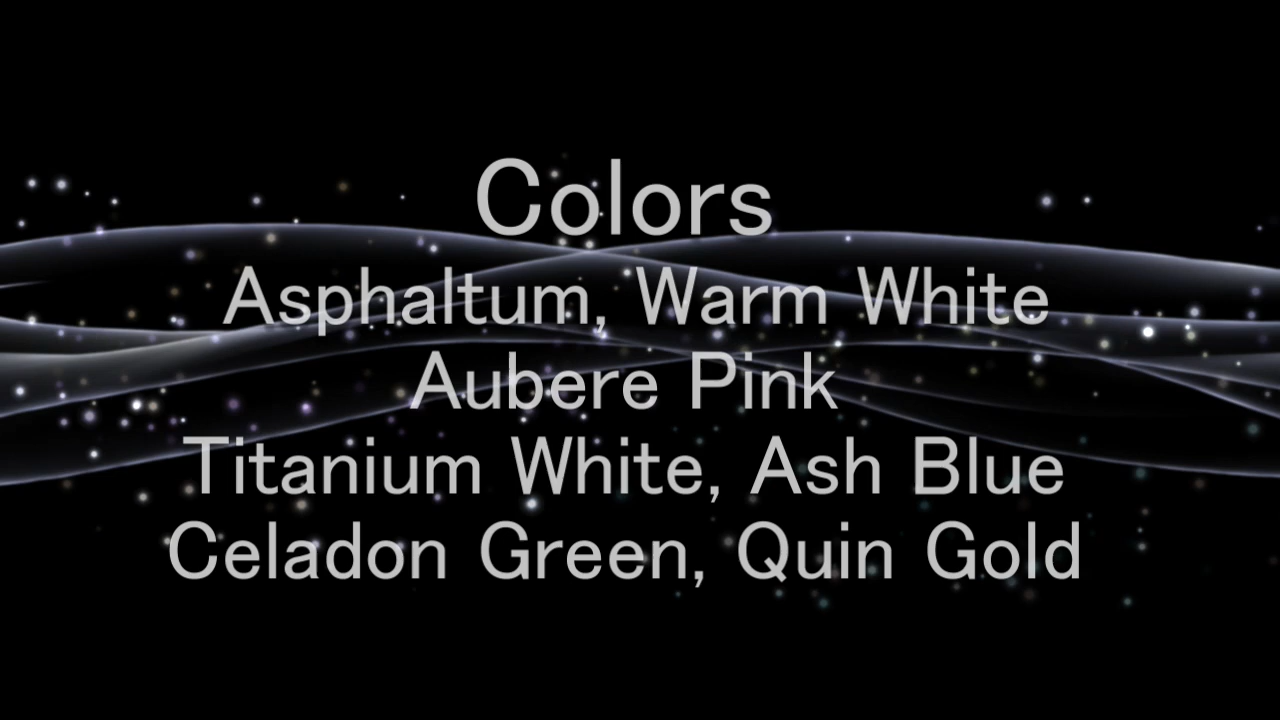 Colors
Asphaltum, Warm White
Aubere Pink
Titanium White, Ash Blue
Celadon Green, Quin Gold